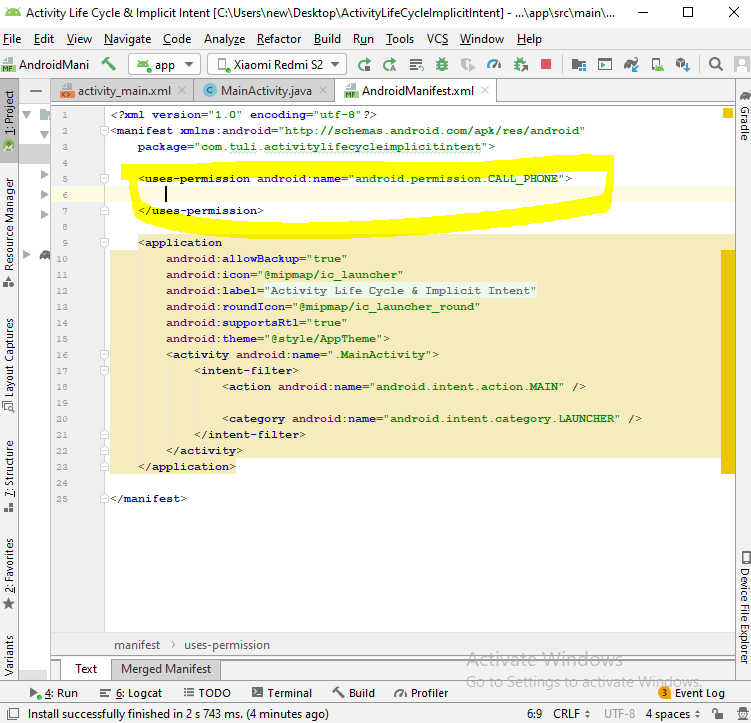 Activity Life Cycle & Implicit Intent [C:\Users\new\Desktop\ActivityLifeCycleImplicitIntent] - ...\app\src\main\...
File Edit View Navigate Code Analyze Refactor Build Run Tools VCS Window Help
AndroidMani app Xiaomi Redmi S2
activity_main.xml MainActivity.java AndroidManifest.xml
1: Project
Resource Manager
Layout Captures
7: Structure
2: Favorites
Variants
1 <?xml version="1.0" encoding="utf-8"?>
2 <manifest xmlns:android="http://schemas.android.com/apk/res/android"
3 package="com.tuli.activitylifecycleimplicitintent">
4
5 <uses-permission android:name="android.permission.CALL_PHONE">
6
7 </uses-permission>
8
9 <application
10 android:allowBackup="true"
11 android:icon="@mipmap/ic_launcher"
12 android:label="Activity Life Cycle & Implicit Intent"
13 android:roundIcon="@mipmap/ic_launcher_round"
14 android:supportsRtl="true"
15 android:theme="@style/AppTheme">
16 <activity android:name=".MainActivity">
17 <intent-filter>
18 <action android:name="android.intent.action.MAIN" />
19
20 <category android:name="android.intent.category.LAUNCHER" />
21 </intent-filter>
22 </activity>
23 </application>
24
25 </manifest>
Gradle
Device File Explorer
manifest › uses-permission
Activate Windows
Go to Settings to activate Windows.
Text Merged Manifest
4: Run 6: Logcat TODO Terminal Build Profiler 3 Event Log
Install successfully finished in 2 s 743 ms. (4 minutes ago) 6:9 CRLF UTF-8 4 spaces